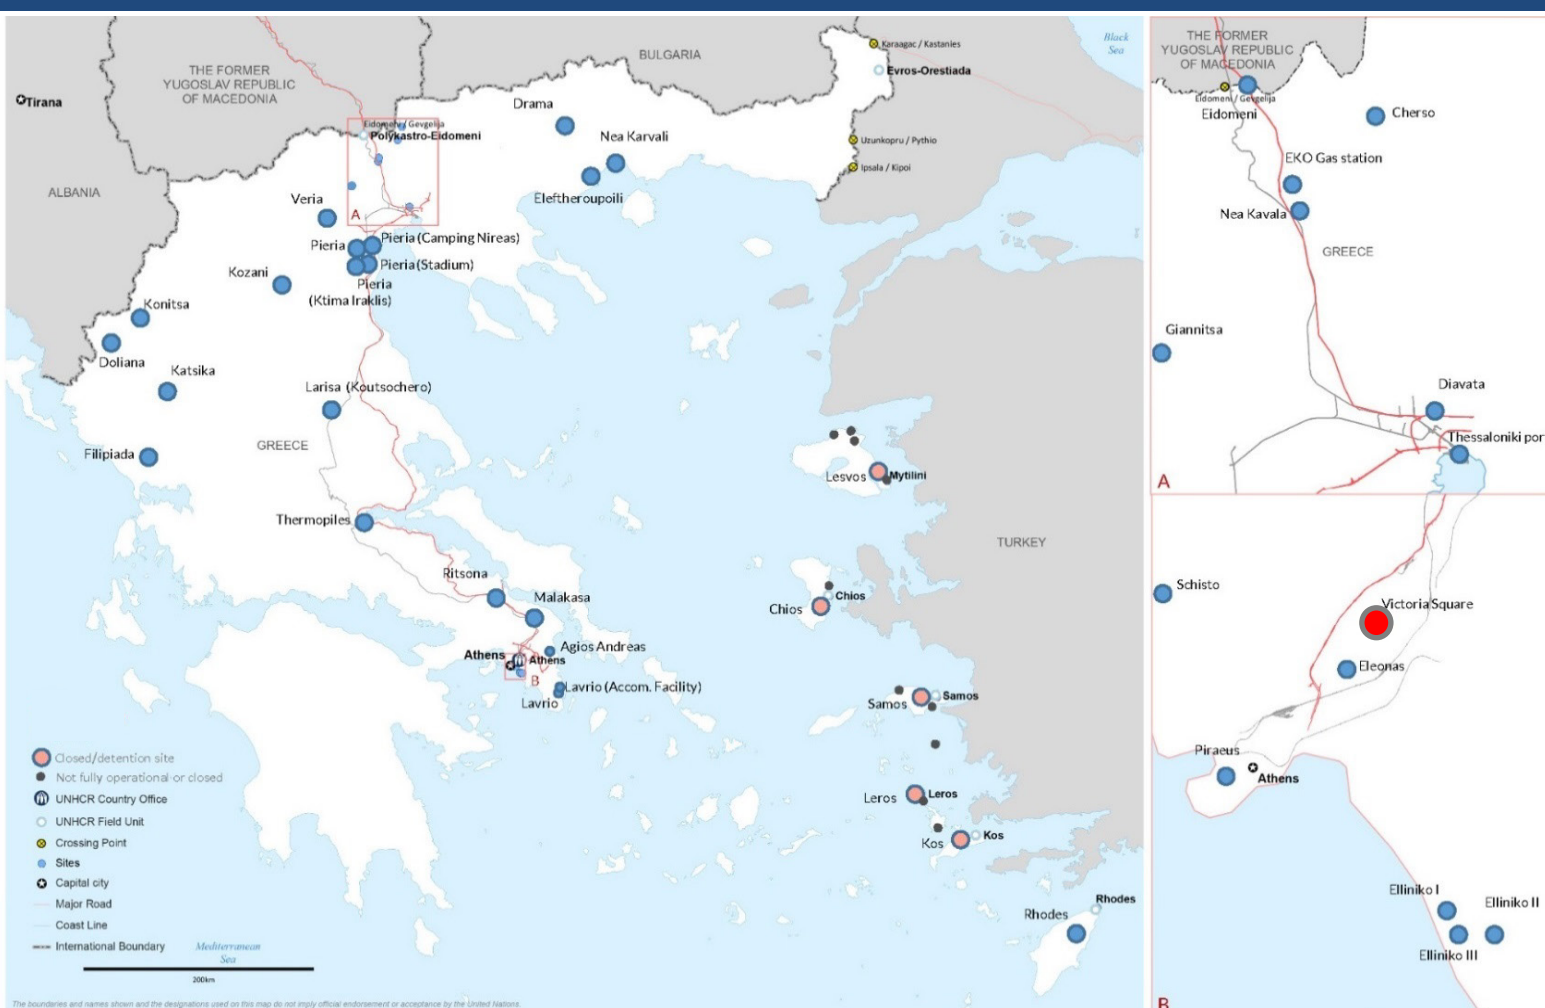 THE FORMER
YUGOSLAV REPUBLIC
OF MACEDONIA
BULGARIA
Black
Sea
Karaagac / Kastanies
Evros-Orestiada
Tirana
Drama
Eidomeni / Gevgelija
Polykastro-Eidomeni
Nea Karvali
Uzunkopru / Pythio
Ipsala / Kipoi
ALBANIA
Eleftheroupoili
Veria
A
Pieria
Pieria (Camping Nireas)
Pieria (Stadium)
Kozani
Pieria
(Ktima Iraklis)
Konitsa
Doliana
Katsika
Larisa (Koutsochero)
GREECE
Filipiada
Lesvos
Mytilini
Thermopiles
TURKEY
Ritsona
Malakasa
Chios
Chios
Agios Andreas
Athens
Athens
B
Lavrio (Accom. Facility)
Lavrio
Samos
Samos
Leros
Leros
Kos
Kos
Rhodes
Rhodes
Closed/detention site
Not fully operational or closed
UNHCR Country Office
UNHCR Field Unit
Crossing Point
Sites
Capital city
Major Road
Coast Line
International Boundary
Mediterranean
Sea
200km
The boundaries and names shown and the designations used on this map do not imply official endorsement or acceptance by the United Nations.
THE FORMER
YUGOSLAV REPUBLIC
OF MACEDONIA
Eidomeni / Gevgelija
Eidomeni
Cherso
EKO Gas station
Nea Kavala
GREECE
Giannitsa
Diavata
Thessaloniki por
A
Schisto
Victoria Square
Eleonas
Piraeus
Athens
Elliniko I
Elliniko II
Elliniko III
B